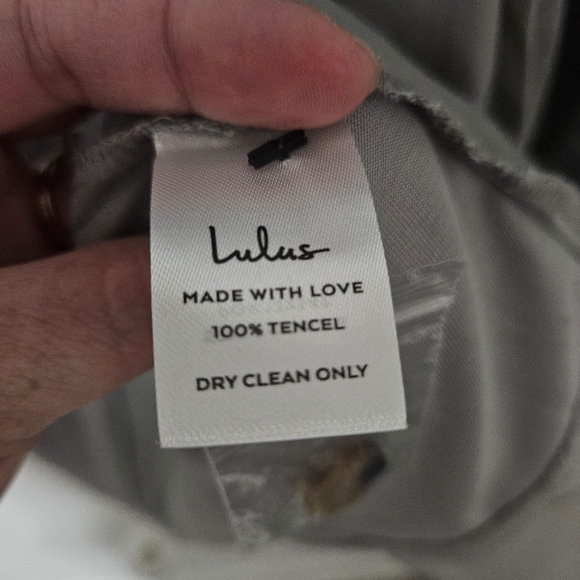 Lulus
MADE WITH LOVE
100% TENCEL
DRY CLEAN ONLY